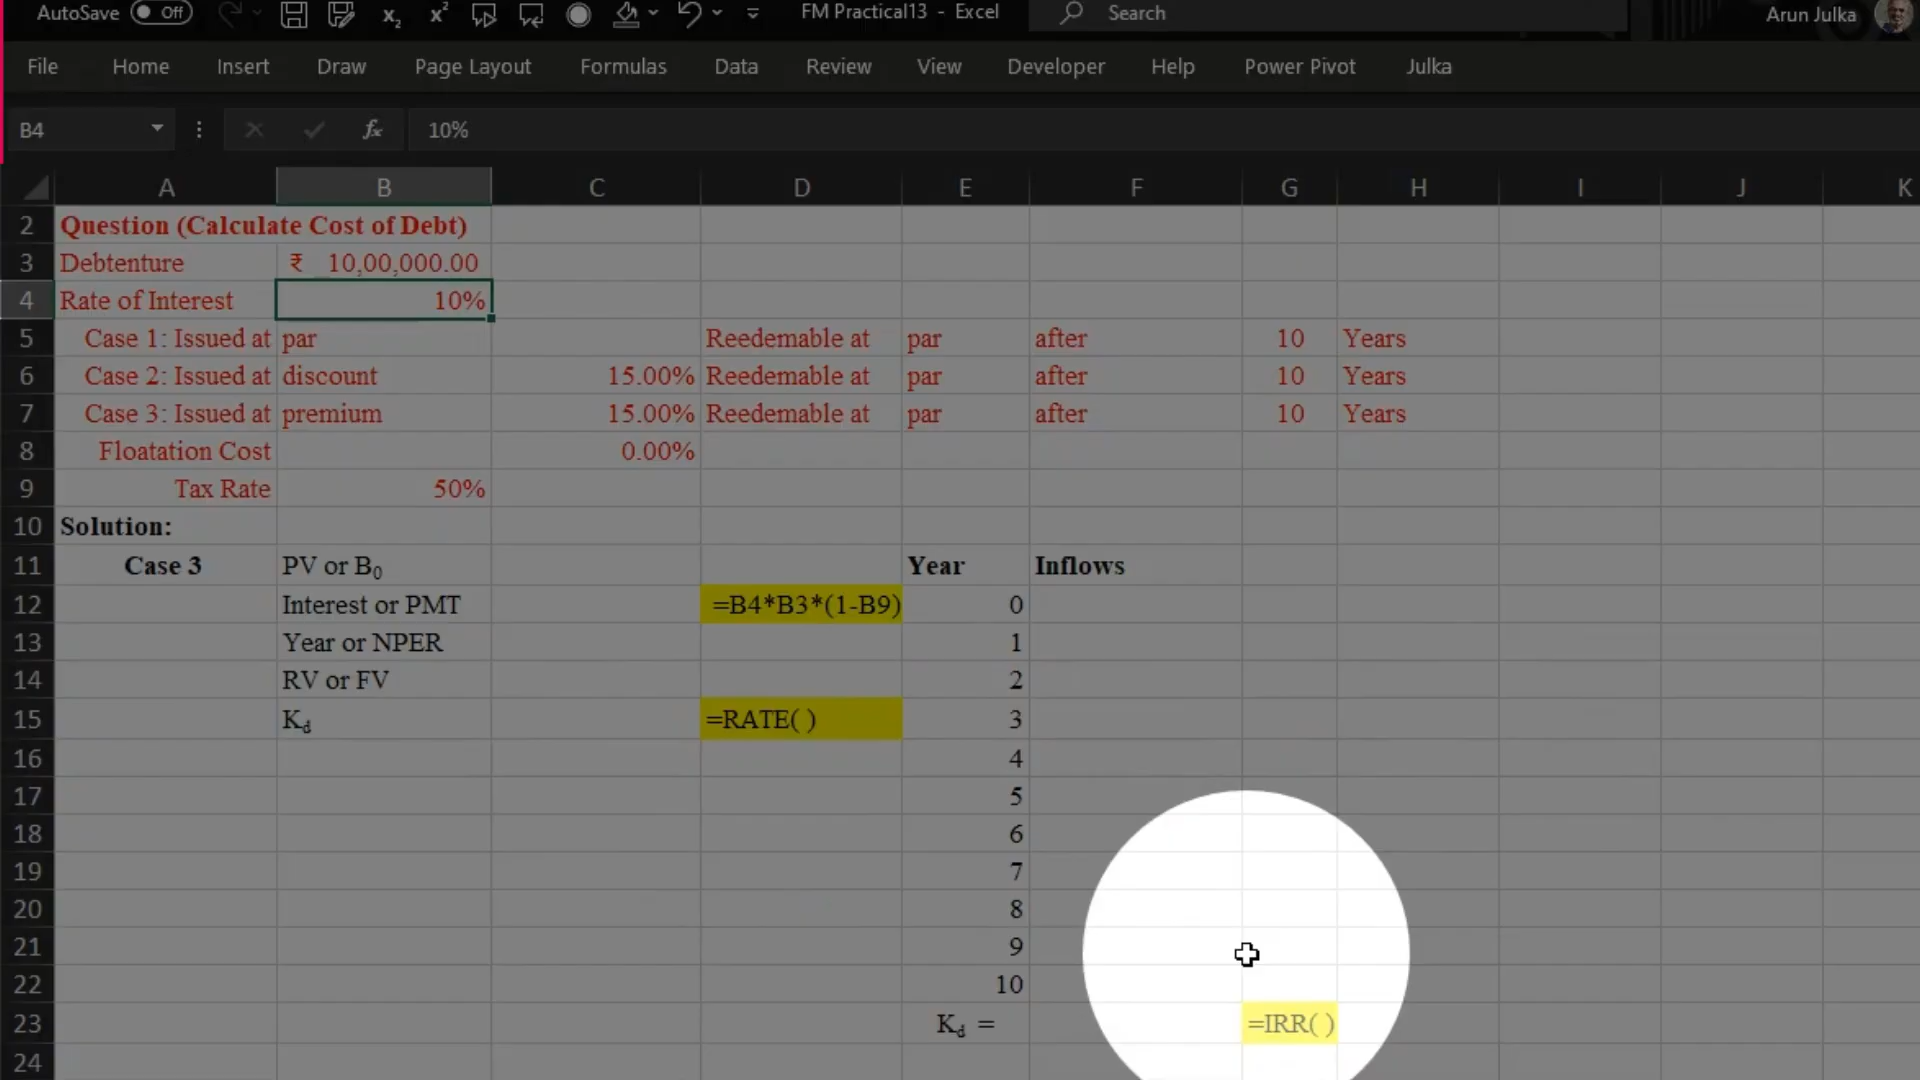 AutoSave Off x₂ x² FM Practical13 - Excel Search Arun Julka
File Home Insert Draw Page Layout Formulas Data Review View Developer Help Power Pivot Julka
B4 fx 10%
A B C D E F G H I J K
2 Question (Calculate Cost of Debt)
3 Debtenture ₹ 10,00,000.00
4 Rate of Interest 10%
5 Case 1: Issued at par Reedemable at par after 10 Years
6 Case 2: Issued at discount 15.00% Reedemable at par after 10 Years
7 Case 3: Issued at premium 15.00% Reedemable at par after 10 Years
8 Floatation Cost 0.00%
9 Tax Rate 50%
10 Solution:
11 Case 3 PV or B₀ Year Inflows
12 Interest or PMT =B4*B3*(1-B9) 0
13 Year or NPER 1
14 RV or FV 2
15 K_d =RATE( ) 3
16 4
17 5
18 6
19 7
20 8
21 9
22 10
23 K_d = =IRR( )
24